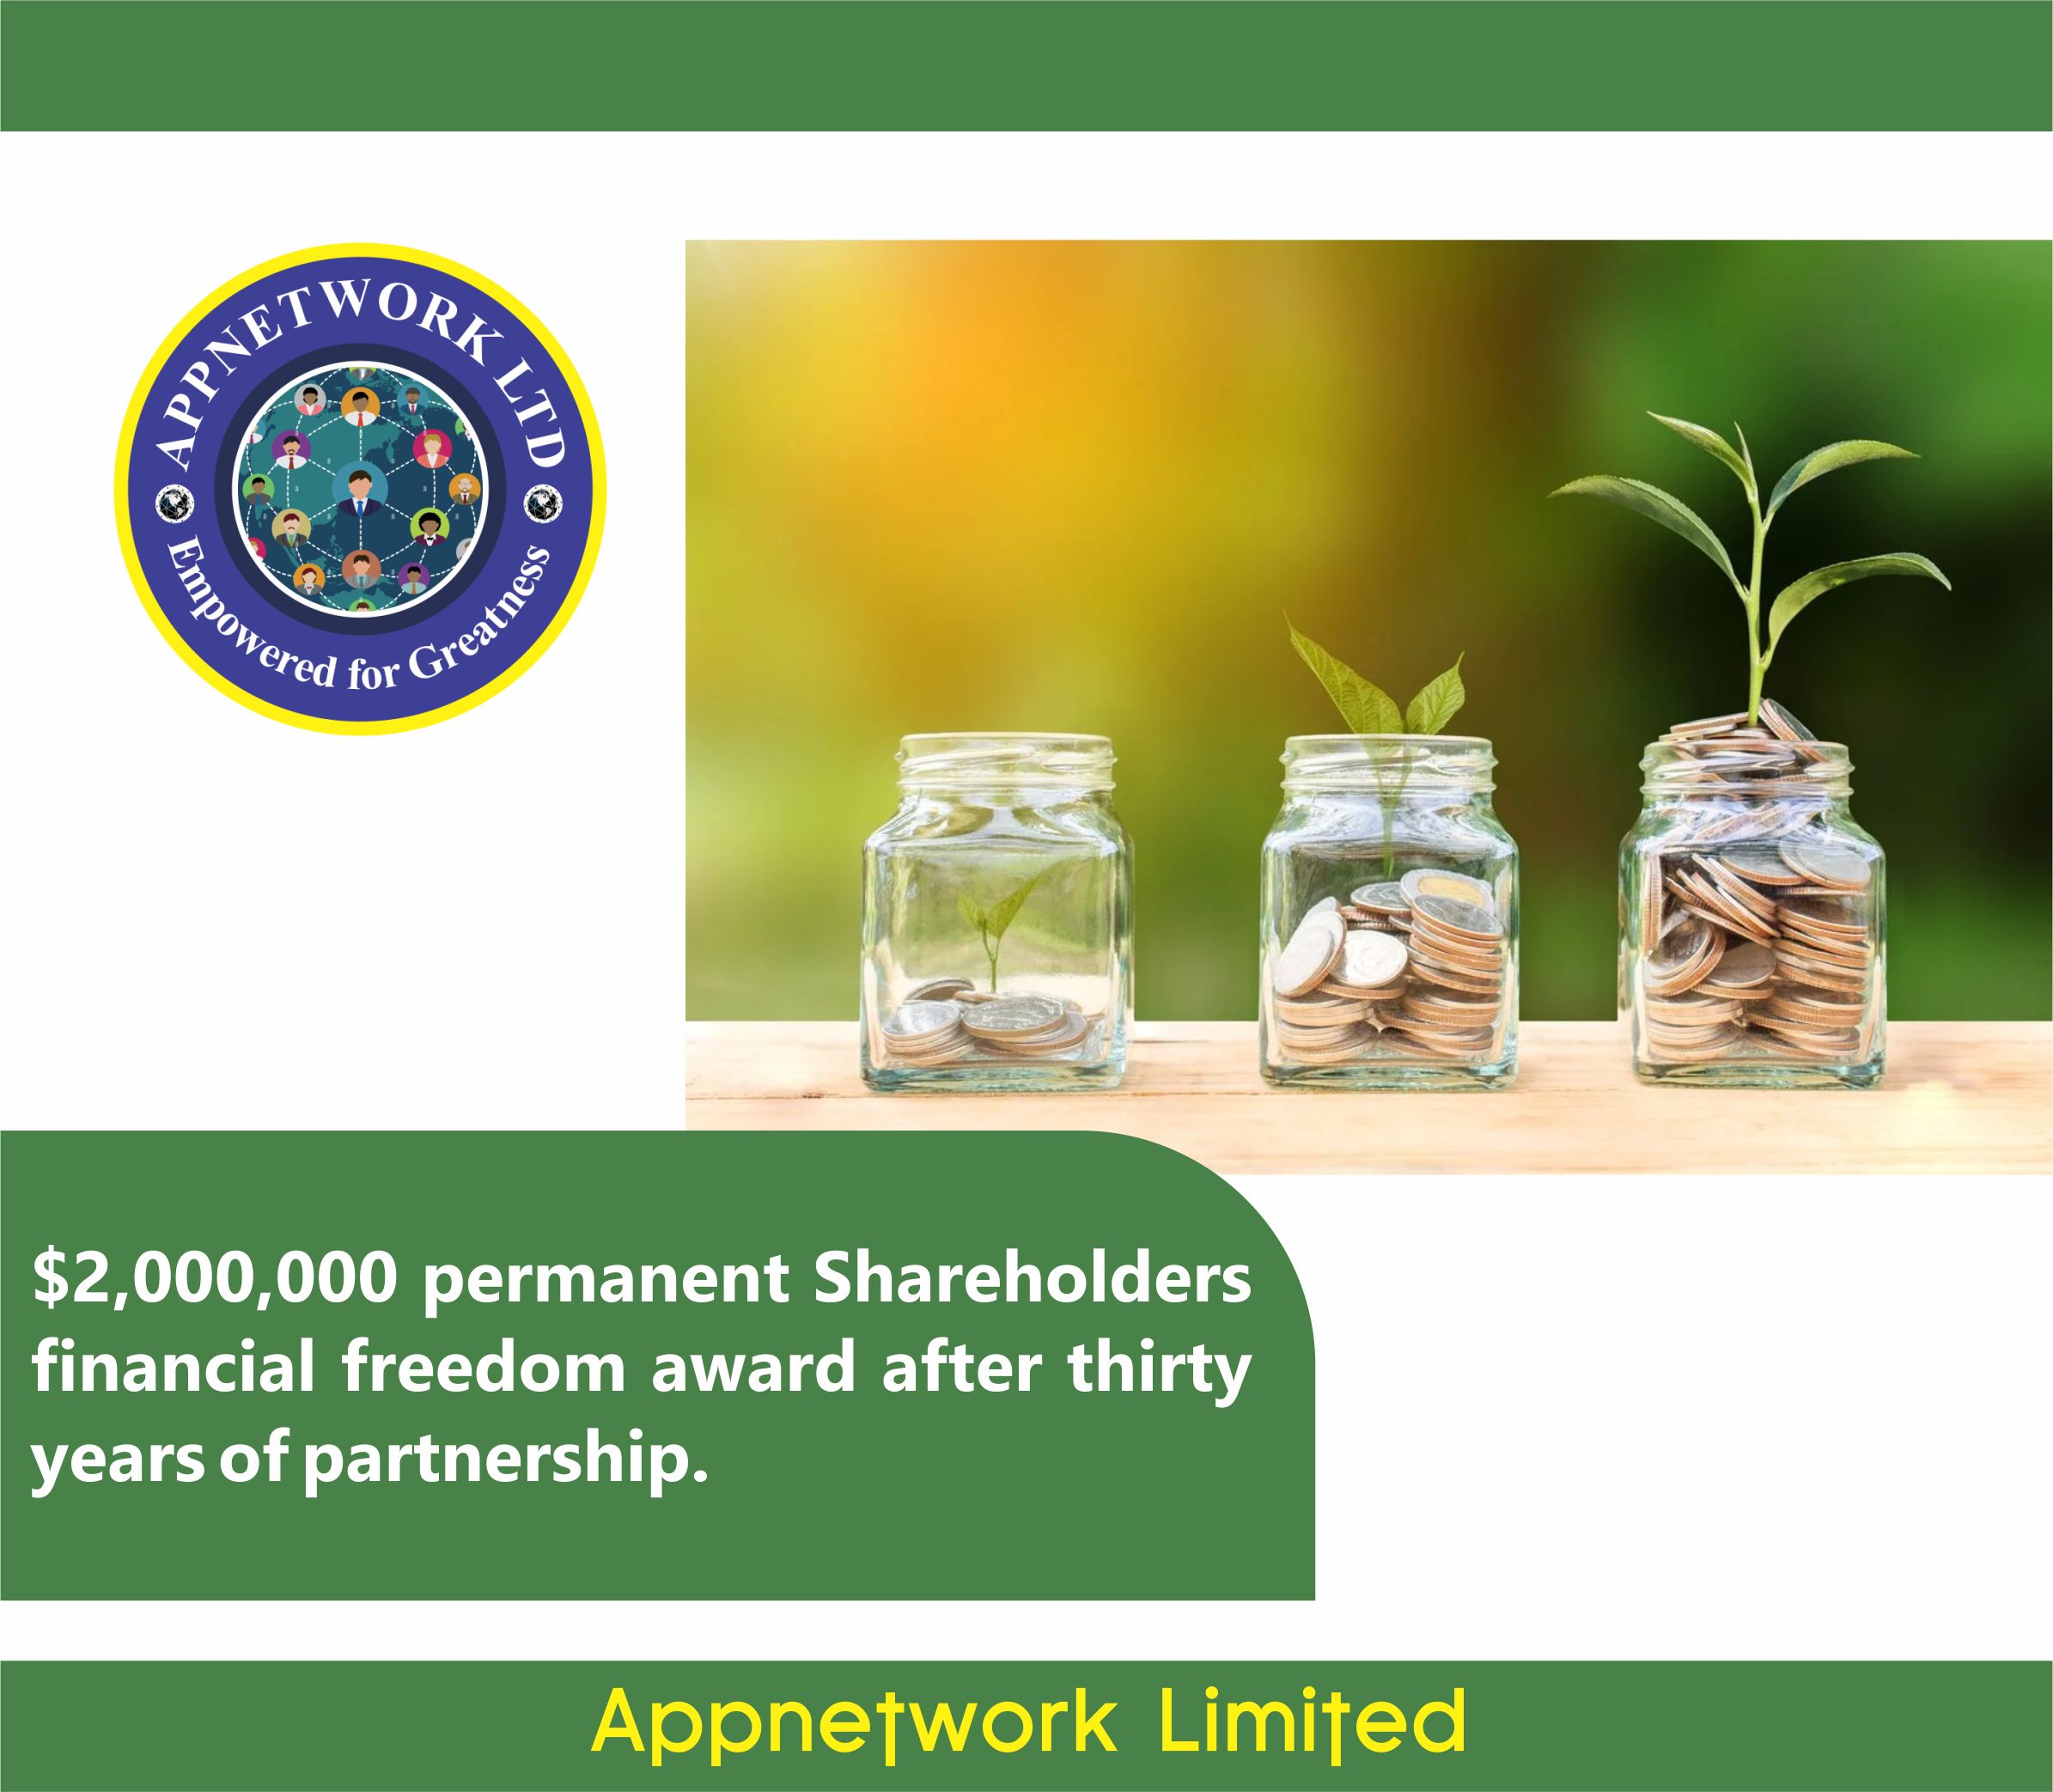 APPNETWORK LTD
Empowered for Greatness
$2,000,000 permanent Shareholders
financial freedom award after thirty
years of partnership.
Appnetwork Limited